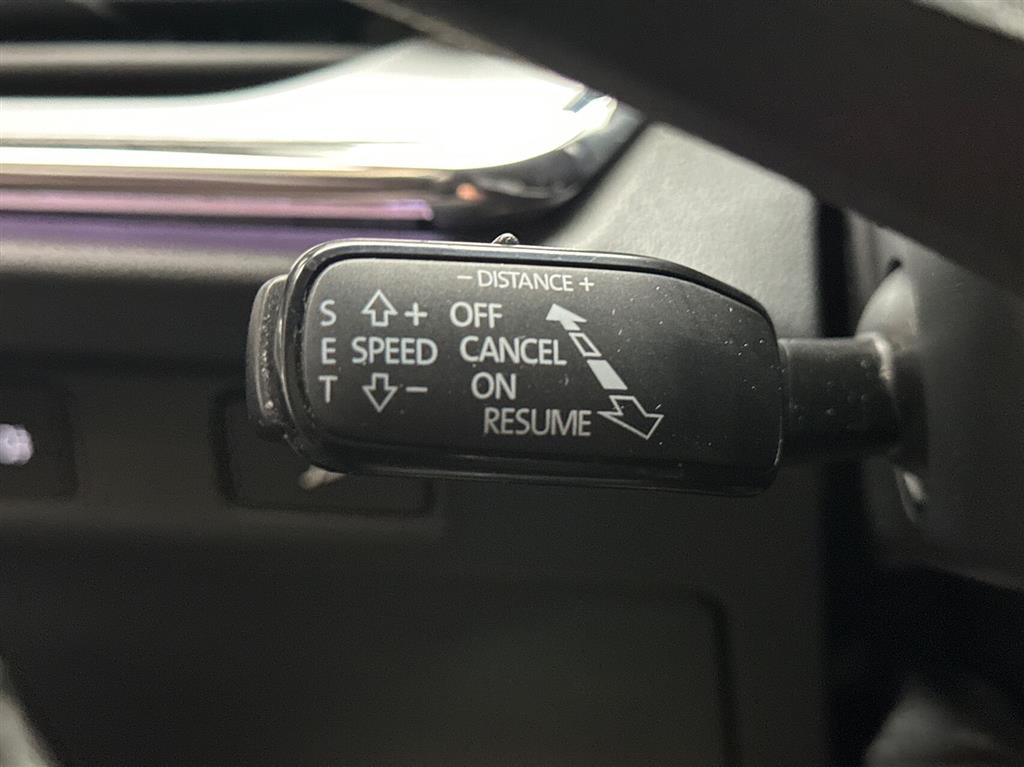 − DISTANCE +
S + OFF
E SPEED CANCEL
T − ON
RESUME